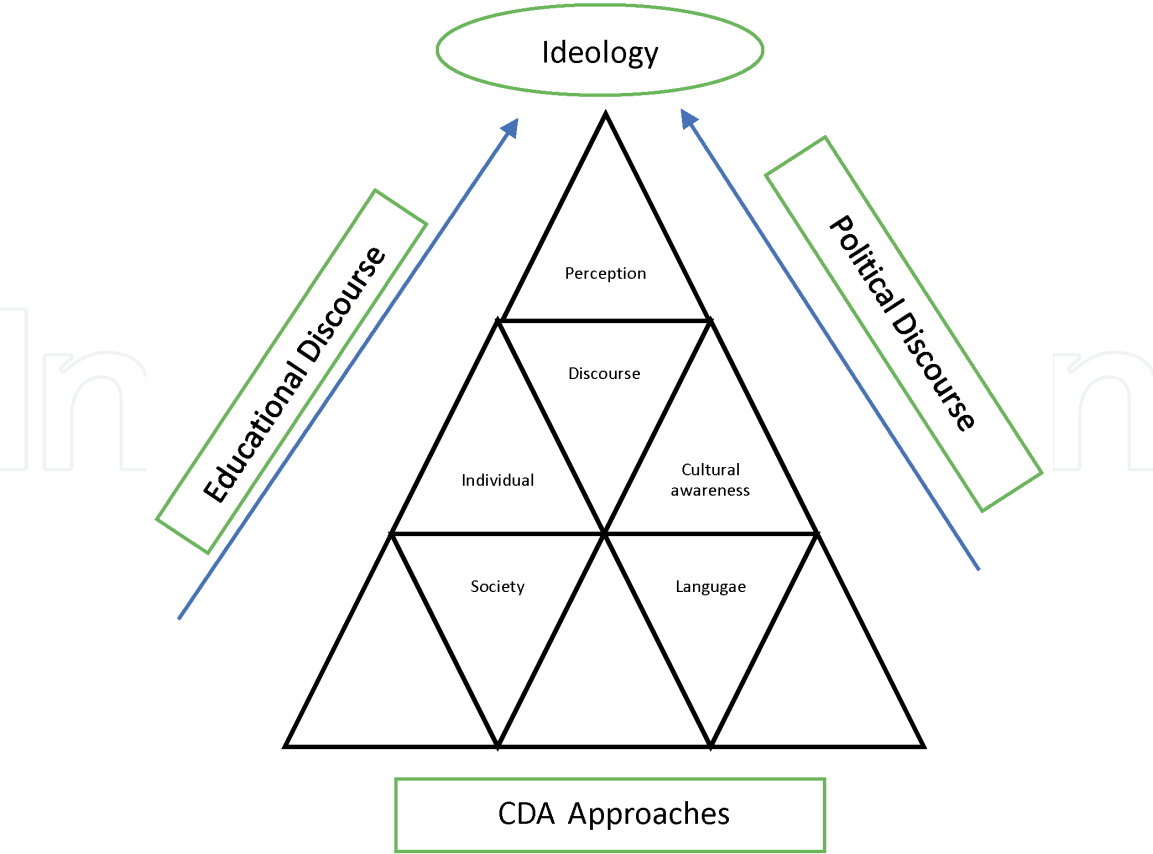 Ideology
Educational Discourse
Political Discourse
Perception
Discourse
Individual
Cultural
awareness
Society
Langugae
CDA Approaches